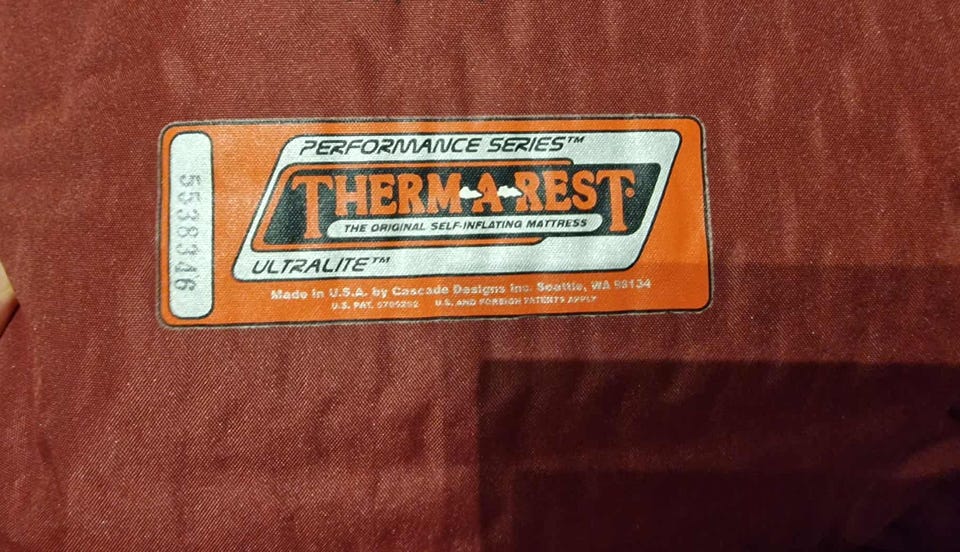 PERFORMANCE SERIES™
THERM-A-REST®
THE ORIGINAL SELF-INFLATING MATTRESS
ULTRALITE™
Made in U.S.A. by Cascade Designs Inc. Seattle, WA 98134
U.S. PAT. U.S. AND FOREIGN PATENTS APPLY
5538346